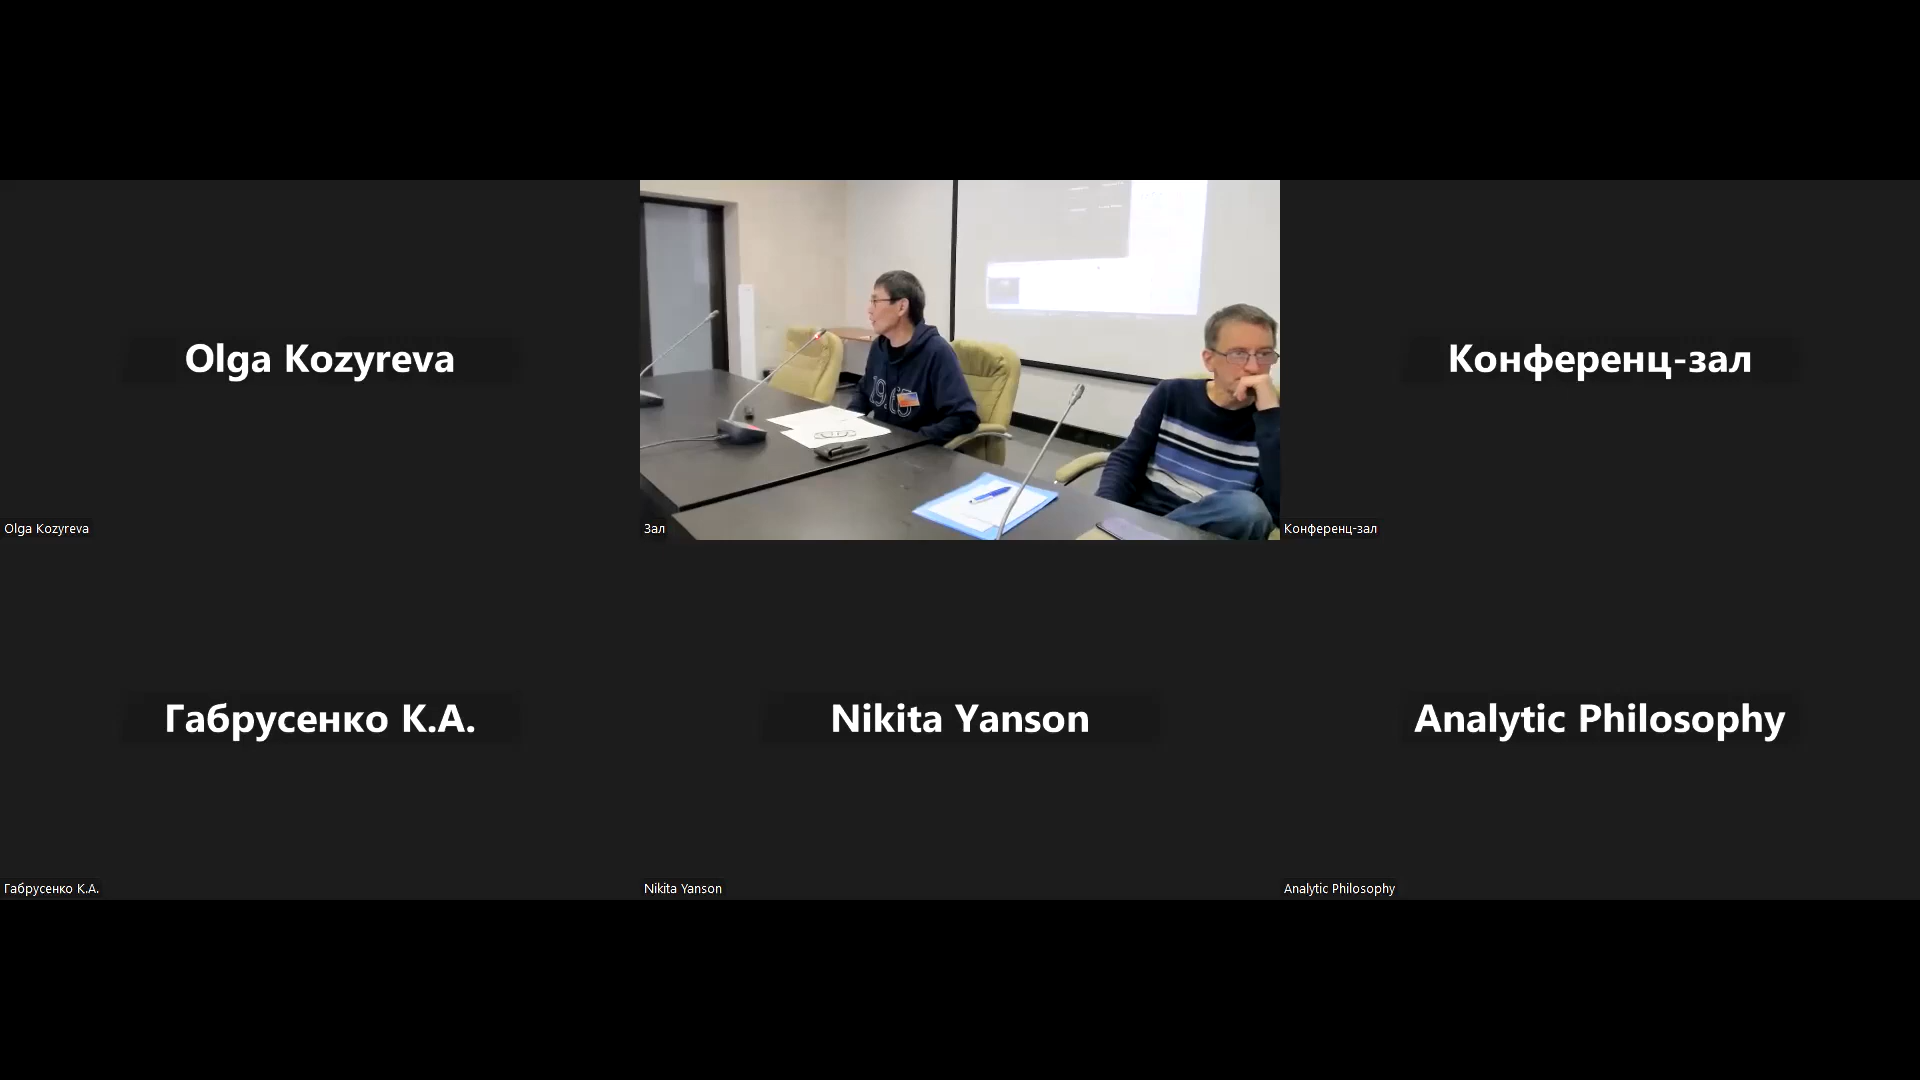 Olga Kozyreva
Конференц-зал
Olga Kozyreva
Зал
Конференц-зал
Габрусенко К.А.
Nikita Yanson
Analytic Philosophy
Габрусенко К.А.
Nikita Yanson
Analytic Philosophy